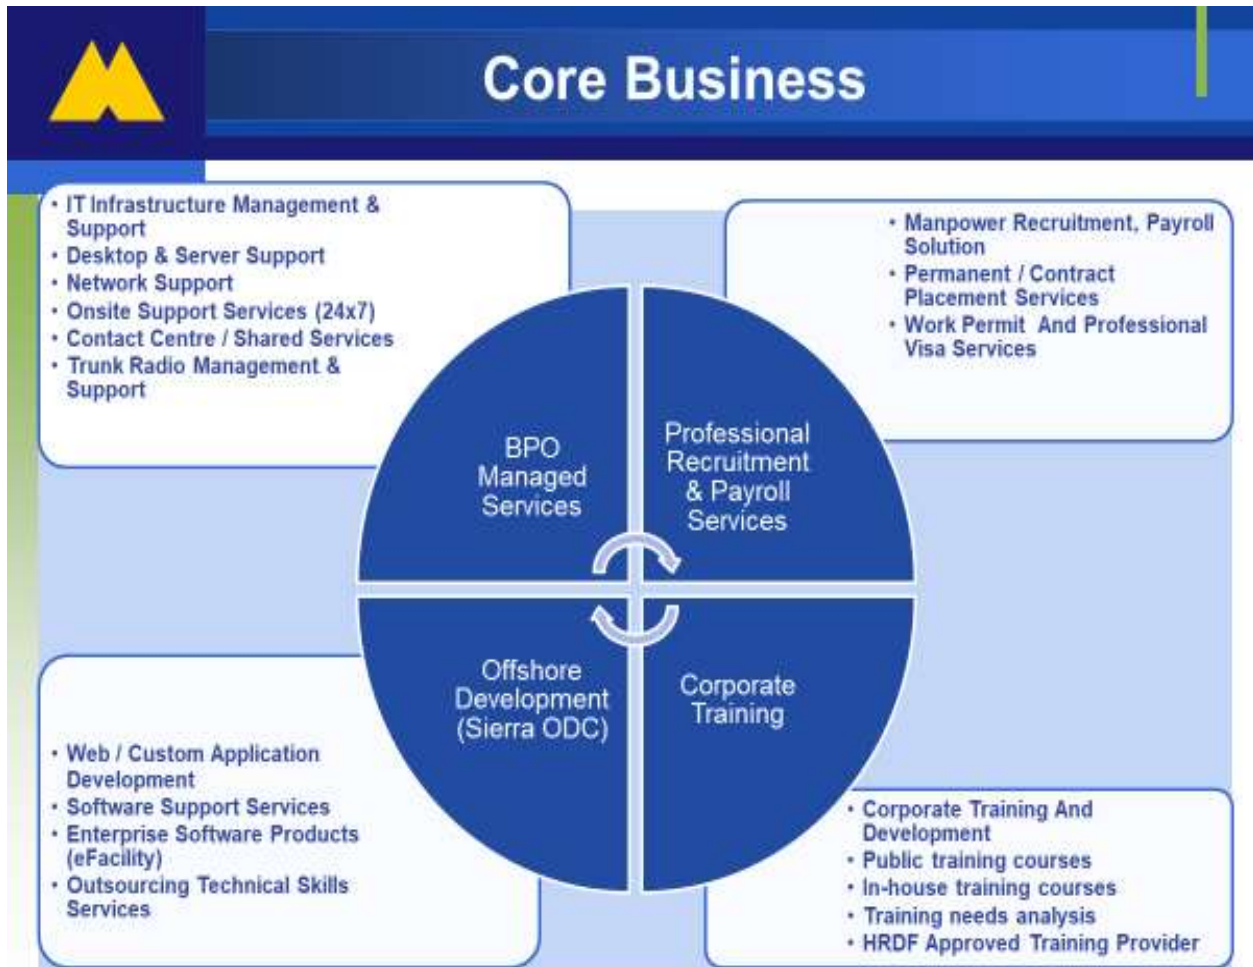 Core Business
• IT Infrastructure Management &
Support
• Desktop & Server Support
• Network Support
• Onsite Support Services (24x7)
• Contact Centre / Shared Services
• Trunk Radio Management &
Support
• Manpower Recruitment, Payroll
Solution
• Permanent / Contract
Placement Services
• Work Permit And Professional
Visa Services
BPO
Managed
Services
Professional
Recruitment
& Payroll
Services
Offshore
Development
(Sierra ODC)
Corporate
Training
• Web / Custom Application
Development
• Software Support Services
• Enterprise Software Products
(eFacility)
• Outsourcing Technical Skills
Services
• Corporate Training And
Development
• Public training courses
• In-house training courses
• Training needs analysis
• HRDF Approved Training Provider